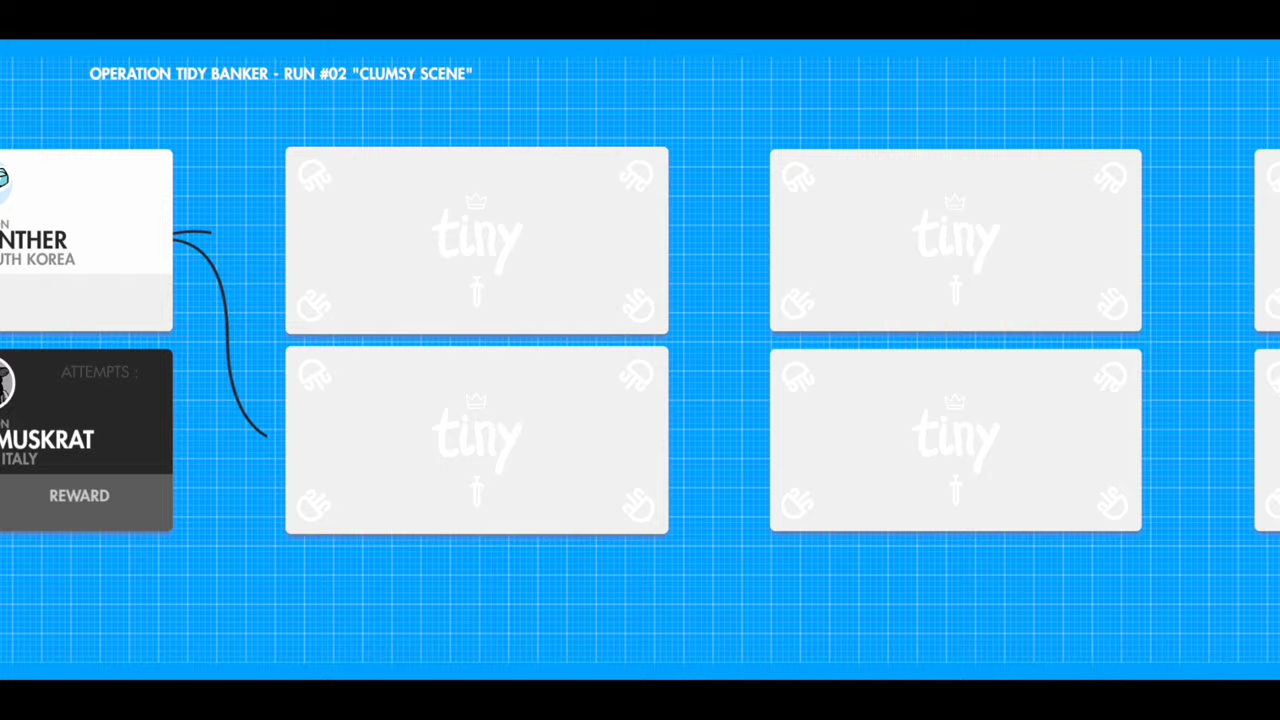 OPERATION TIDY BANKER - RUN #02 "CLUMSY SCENE"
N
NTHER
UTH KOREA
ATTEMPTS :
N
MUSKRAT
ITALY
REWARD
tiny
tiny
tiny
tiny